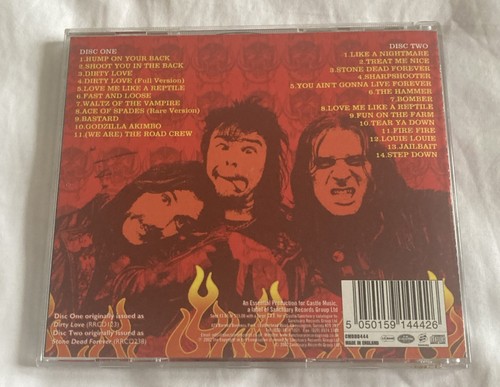 DISC ONE
1.HUMP ON YOUR BACK
2.SHOOT YOU IN THE BACK
3.DIRTY LOVE
4.DIRTY LOVE (Full Version)
5.LOVE ME LIKE A REPTILE
6.FAST AND LOOSE
7.WALTZ OF THE VAMPIRE
8.ACE OF SPADES (Rare Version)
9.BASTARD
10.GODZILLA AKIMBO
11.(WE ARE) THE ROAD CREW
DISC TWO
1.LIKE A NIGHTMARE
2.TREAT ME NICE
3.STONE DEAD FOREVER
4.SHARPSHOOTER
5.YOU AINT GONNA LIVE FOREVER
6.THE HAMMER
7.BOMBER
8.LOVE ME LIKE A REPTILE
9.FUN ON THE FARM
10.TEAR YA DOWN
11.FIRE FIRE
12.LOUIE LOUIE
13.JAILBAIT
14.STEP DOWN
Disc One originally issued as
Dirty Love (RRCD123)
Disc Two originally issued as
Stone Dead Forever (RRCD238)
An Essential Production for Castle Music,
a label of Sanctuary Records Group Ltd
5 050159 144426
CMDDD444
MADE IN ENGLAND